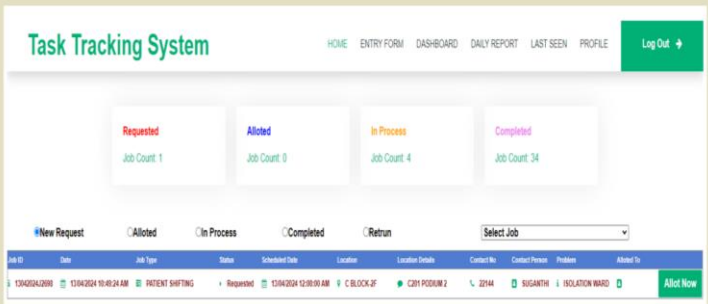 Task Tracking System
HOME ENTRY FORM DASHBOARD DAILY REPORT LAST SEEN PROFILE Log Out
Requested Alloted In Process Completed
Job Count: 1 Job Count: 0 Job Count: 4 Job Count: 34
New Request Alloted In Process Completed Retrun Select Job
Job ID Date Job Type Status Scheduled Date Location Location Details Contact No Contact Person Problem Alloted To
13/04/2024 10:49:24 AM PATIENT SHIFTING Requested 13/04/2024 12:00:00 AM C BLOCK-2F C201 PODIUM 2 22144 SUGANTHI ISOLATION WARD Allot Now